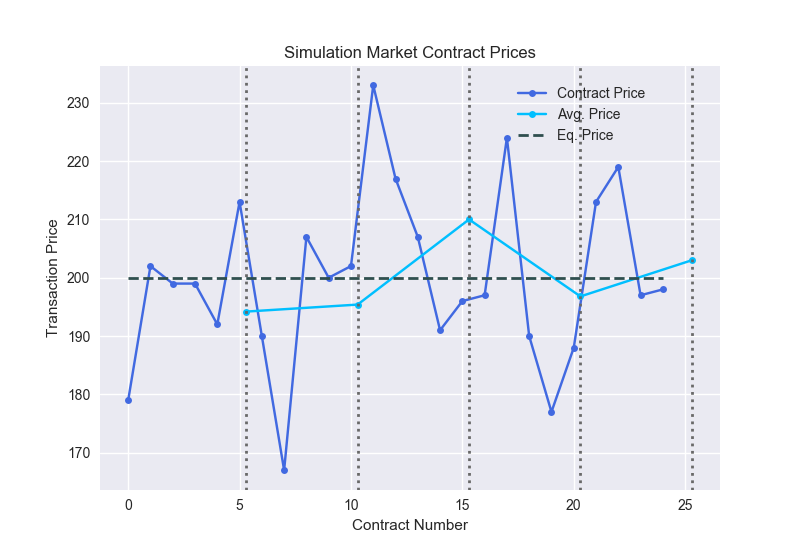 Simulation Market Contract Prices
Contract Price
Avg. Price
Eq. Price
230
220
210
200
190
180
170
Transaction Price
0
5
10
15
20
25
Contract Number